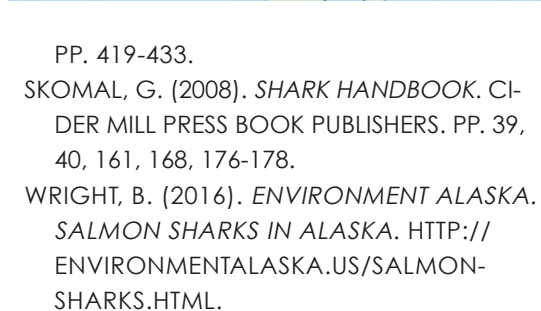 PP. 419-433.
SKOMAL, G. (2008). SHARK HANDBOOK. CI-
DER MILL PRESS BOOK PUBLISHERS. PP. 39,
40, 161, 168, 176-178.
WRIGHT, B. (2016). ENVIRONMENT ALASKA.
SALMON SHARKS IN ALASKA. HTTP://
ENVIRONMENTALASKA.US/SALMON-
SHARKS.HTML.